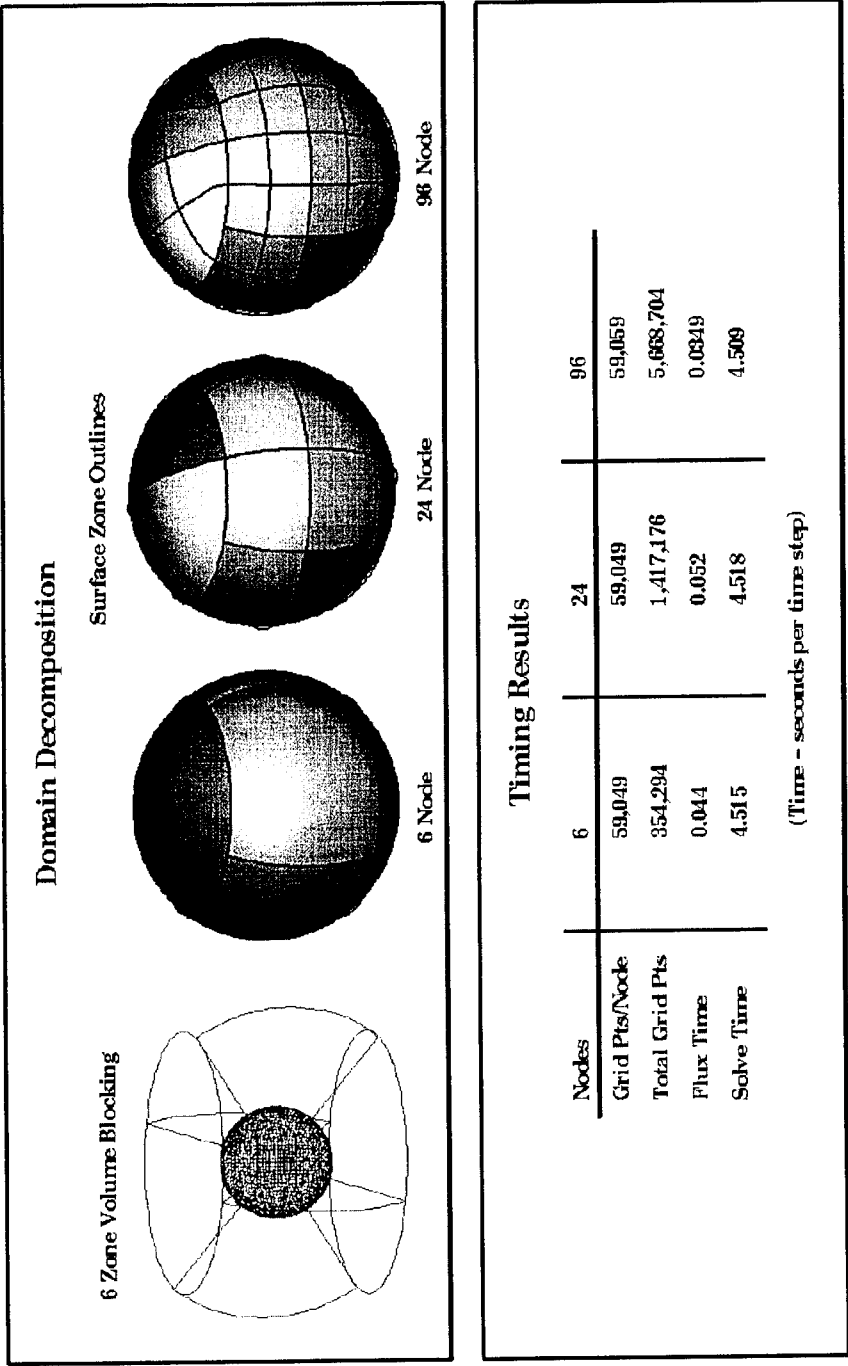 Domain Decomposition
6 Zone Volume Blocking
Surface Zone Outlines
6 Node
24 Node
96 Node
Timing Results
Nodes 6 24 96
Grid Pts/Node 59,049 59,049 59,059
Total Grid Pts 354,294 1,417,176 5,668,704
Flux Time 0.044 0.052 0.0349
Solve Time 4.515 4.518 4.509
(Time - seconds per time step)